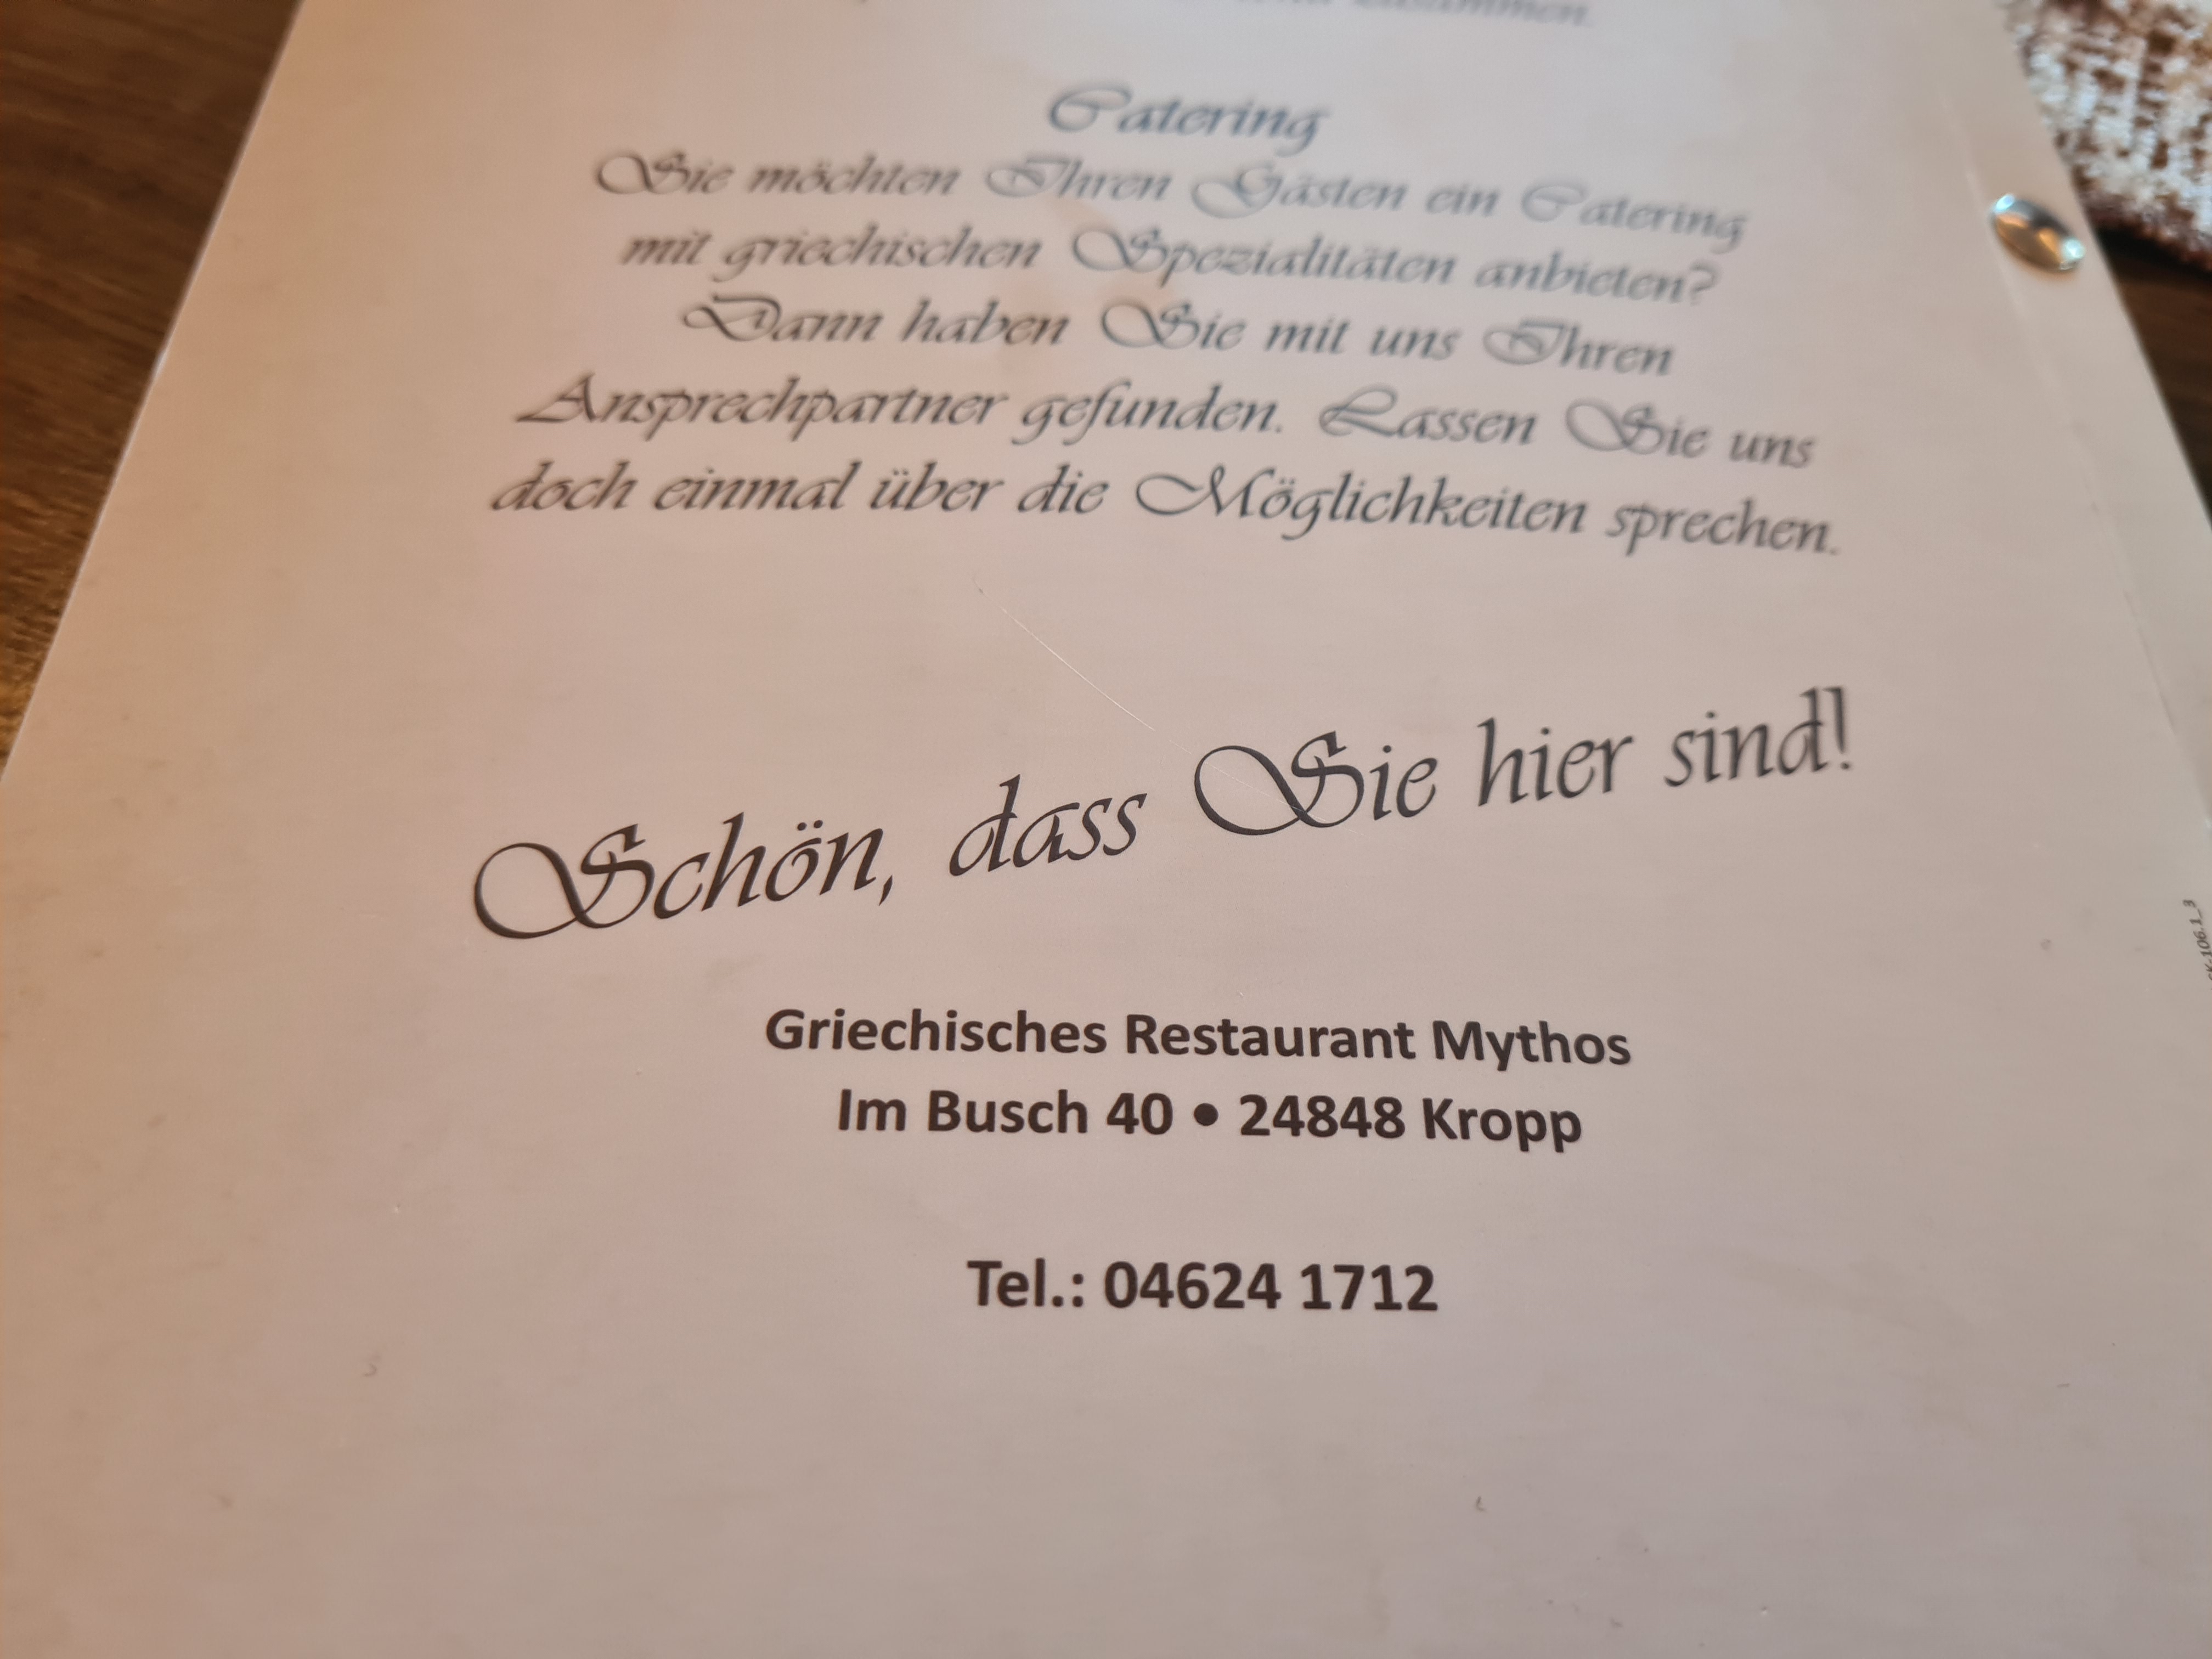 Catering
Sie möchten Ihren Gästen ein Catering
mit griechischen Spezialitäten anbieten?
Dann haben Sie mit uns Ihren
Ansprechpartner gefunden. Lassen Sie uns
doch einmal über die Möglichkeiten sprechen.
Schön, dass Sie hier sind!
Griechisches Restaurant Mythos
Im Busch 40 • 24848 Kropp
Tel.: 04624 1712